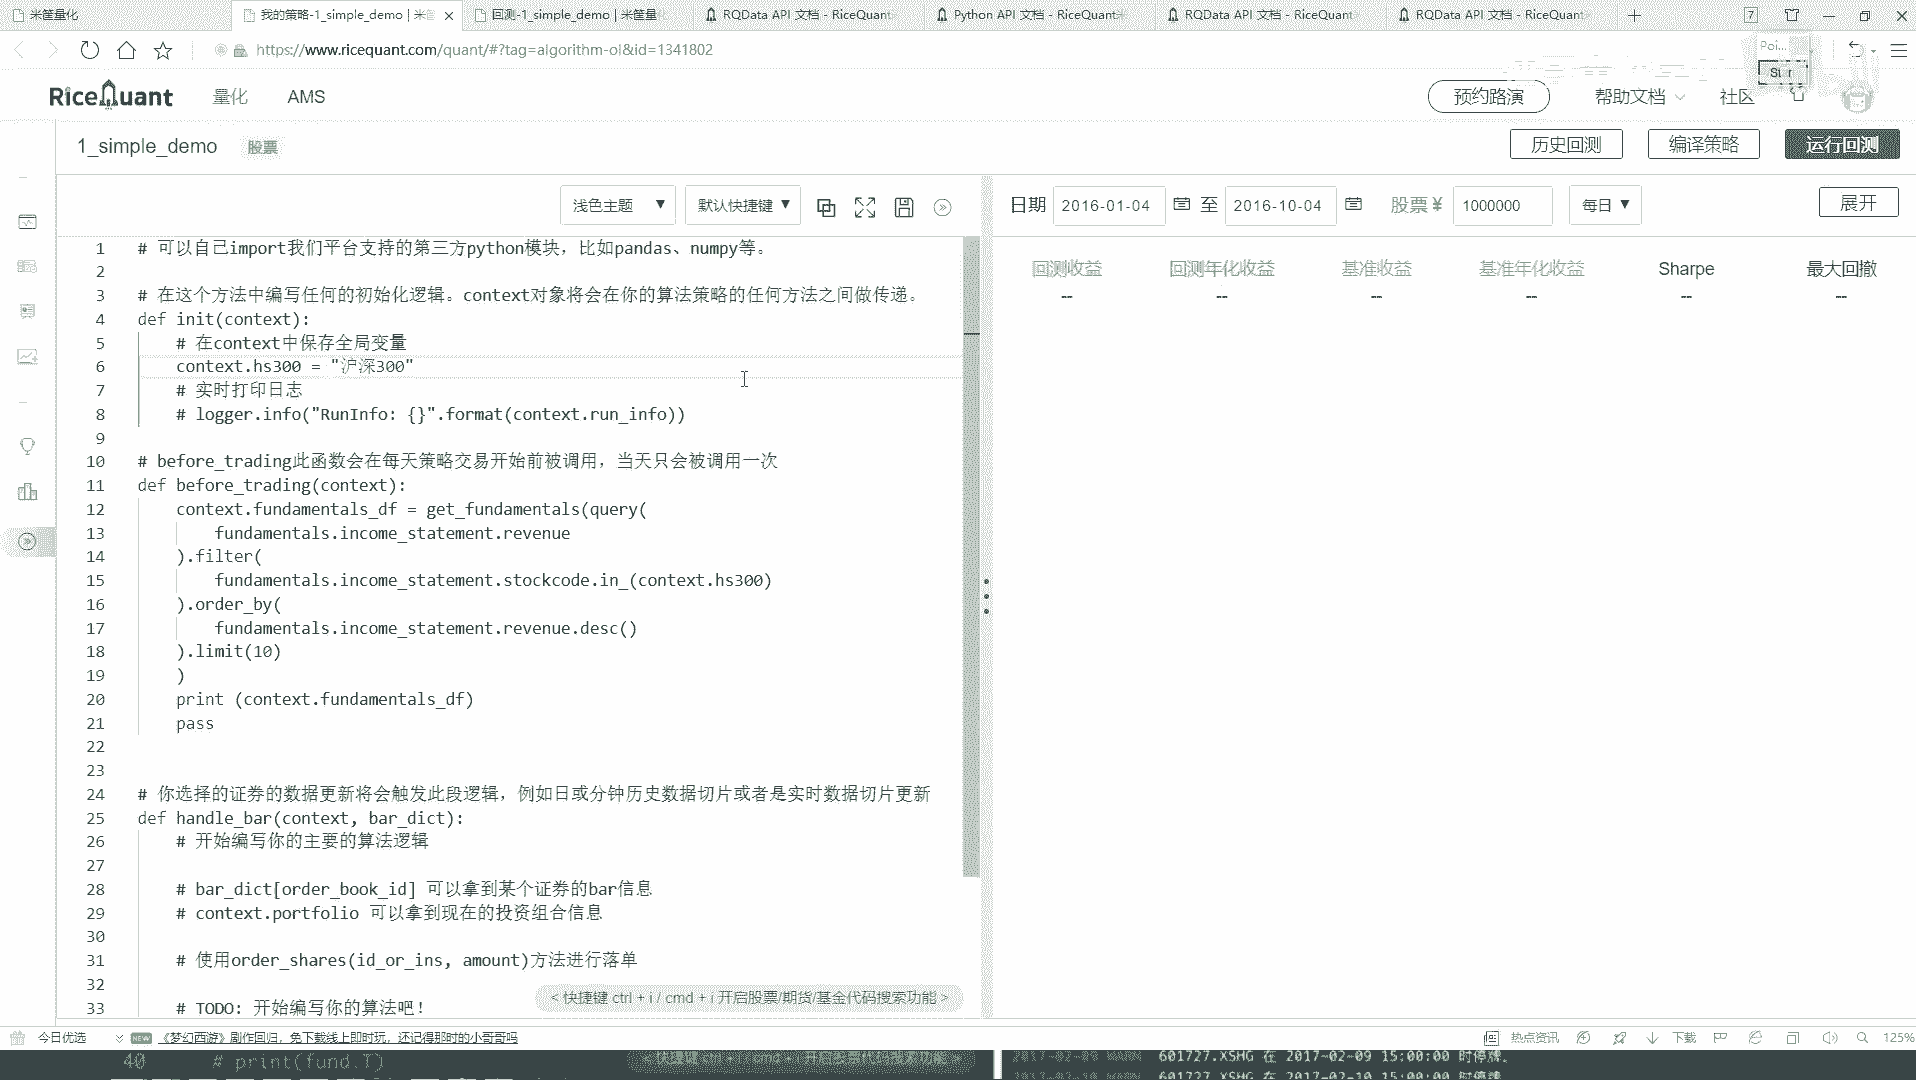 米筐量化
我的策略-1_simple_demo | 米筐
回测-1_simple_demo | 米筐量
RQData API 文档 - RiceQuant
Python API 文档 - RiceQuant
RQData API 文档 - RiceQuant
RQData API 文档 - RiceQuant
7
https://www.ricequant.com/quant/#?tag=algorithm-ol&id=1341802
Poi...
RiceQuant
量化
AMS
预约路演
帮助文档
社区
1_simple_demo
股票
历史回测
编译策略
运行回测
浅色主题
默认快捷键
日期 2016-01-04 至 2016-10-04 股票 ¥ 1000000 每日
展开
回测收益 回测年化收益 基准收益 基准年化收益 Sharpe 最大回撤
-- -- -- -- -- --
1 # 可以自己import我们平台支持的第三方python模块，比如pandas、numpy等。
2
3 # 在这个方法中编写任何的初始化逻辑。context对象将会在你的算法策略的任何方法之间做传递。
4 def init(context):
5 # 在context中保存全局变量
6 context.hs300 = "沪深300"
7 # 实时打印日志
8 # logger.info("RunInfo: {}".format(context.run_info))
9
10 # before_trading此函数会在每天策略交易开始前被调用，当天只会被调用一次
11 def before_trading(context):
12 context.fundamentals_df = get_fundamentals(query(
13 fundamentals.income_statement.revenue
14 ).filter(
15 fundamentals.income_statement.stockcode.in_(context.hs300)
16 ).order_by(
17 fundamentals.income_statement.revenue.desc()
18 ).limit(10)
19 )
20 print (context.fundamentals_df)
21 pass
22
23
24 # 你选择的证券的数据更新将会触发此段逻辑，例如日或分钟历史数据切片或者是实时数据切片更新
25 def handle_bar(context, bar_dict):
26 # 开始编写你的主要的算法逻辑
27
28 # bar_dict[order_book_id] 可以拿到某个证券的bar信息
29 # context.portfolio 可以拿到现在的投资组合信息
30
31 # 使用order_shares(id_or_ins, amount)方法进行落单
32
33 # TODO: 开始编写你的算法吧！
< 快捷键 ctrl + i / cmd + i 开启股票/期货/基金代码搜索功能 >
今日优选
NEW
《梦幻西游》剧作回归，免下载线上即时玩，还记得那时的小哥哥吗
热点资讯
下载
125%
40 # print(fund.T)
2017-02-09 WARN 601727.XSHG 在 2017-02-09 15:00:00 时停牌。
2017-02-10 WARN 601727.XSHG 在 2017-02-10 15:00:00 时停牌。